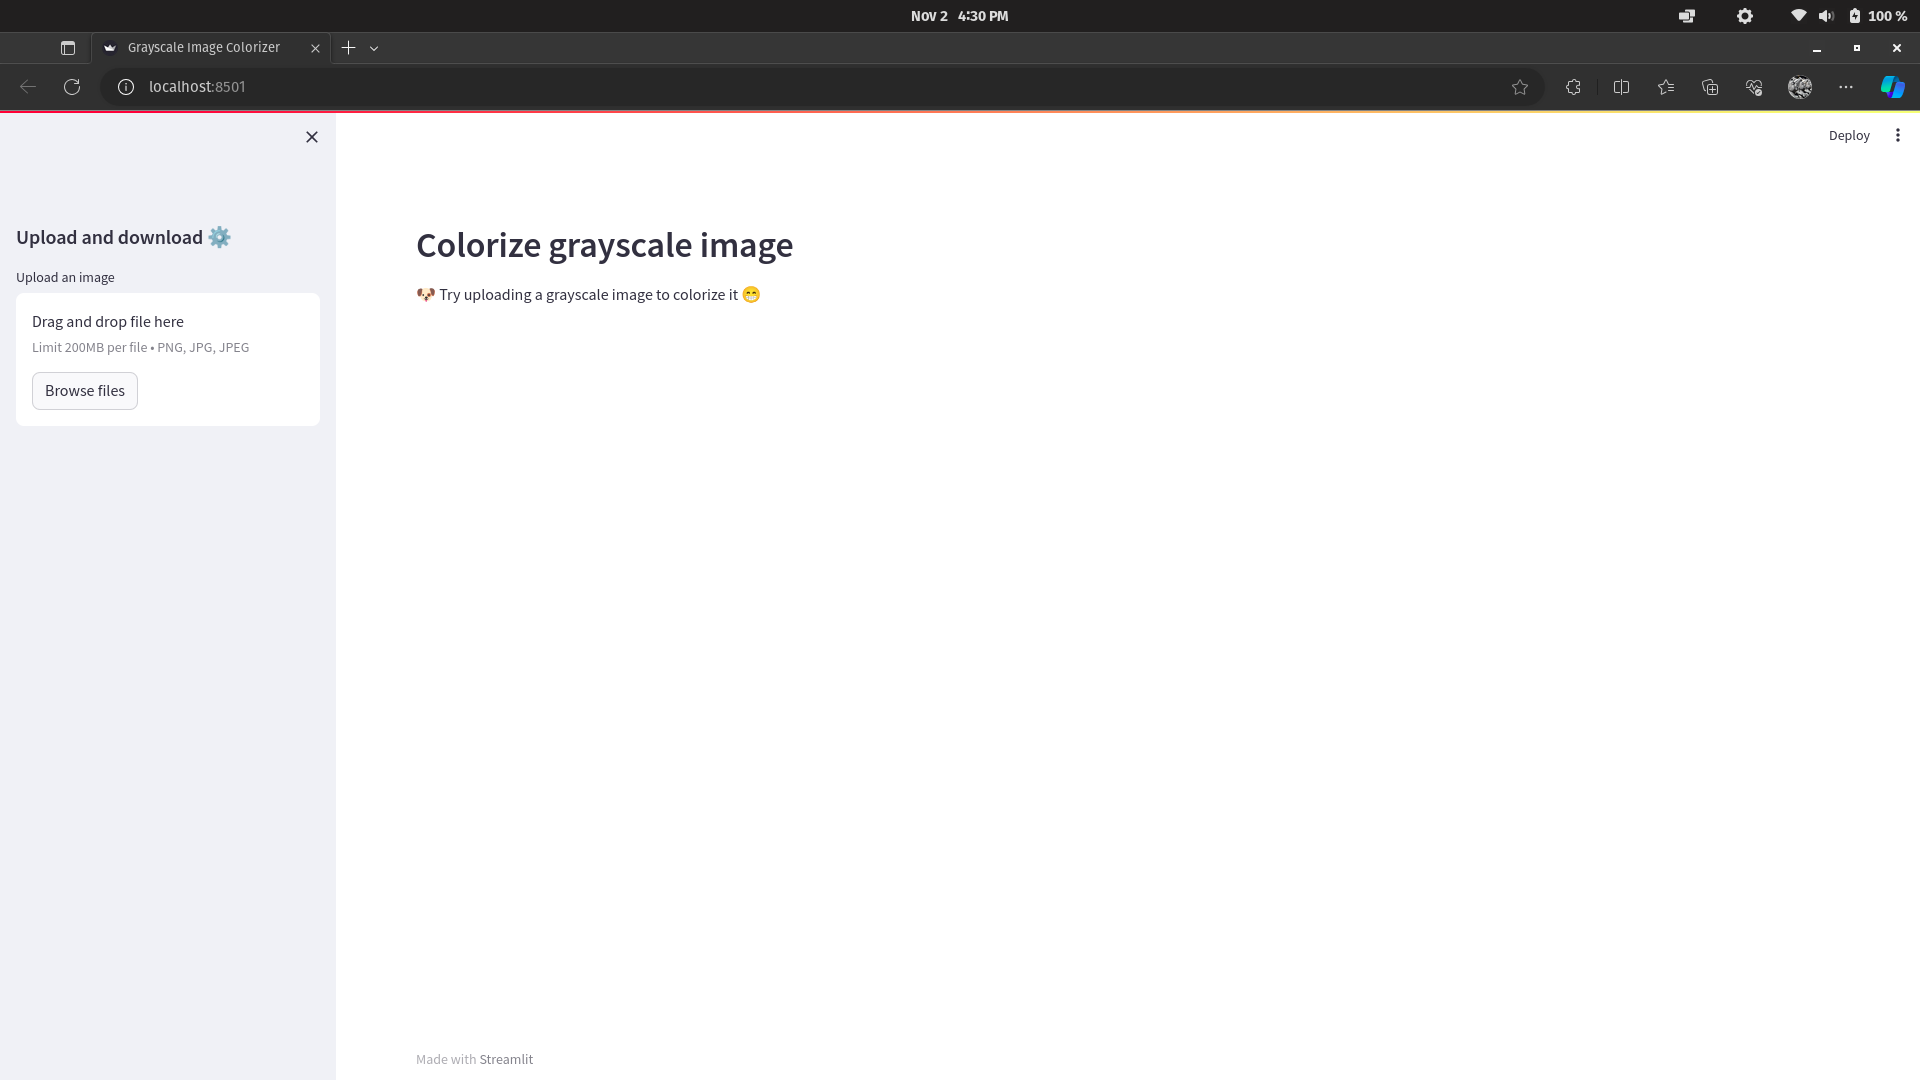 Nov 2 4:30 PM
100 %
Grayscale Image Colorizer
localhost:8501
Deploy
Upload and download ⚙️
Upload an image
Drag and drop file here
Limit 200MB per file • PNG, JPG, JPEG
Browse files
Colorize grayscale image
🐶 Try uploading a grayscale image to colorize it 😁
Made with Streamlit